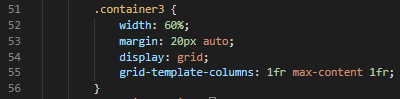 51 .container3 {
52 width: 60%;
53 margin: 20px auto;
54 display: grid;
55 grid-template-columns: 1fr max-content 1fr;
56 }